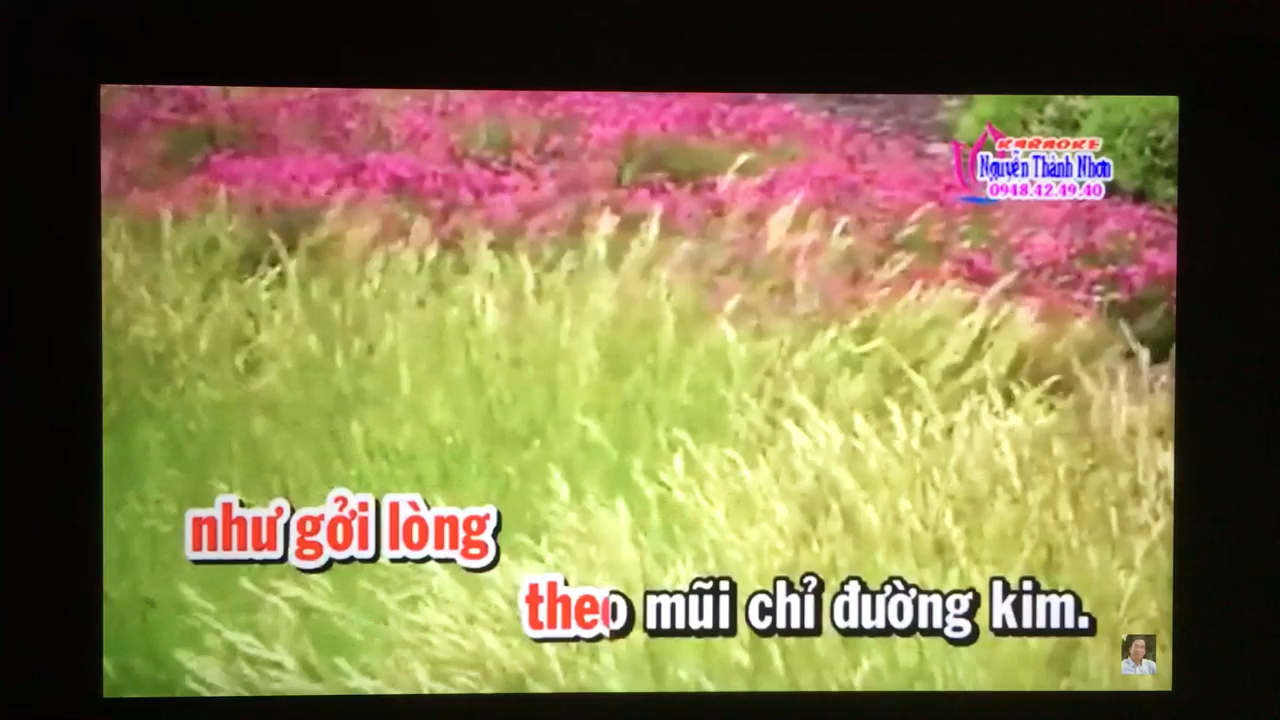 KARAOKE
Nguyễn Thành Nhơn
0948.42.49.40
như gởi lòng
theo mũi chỉ đường kim.